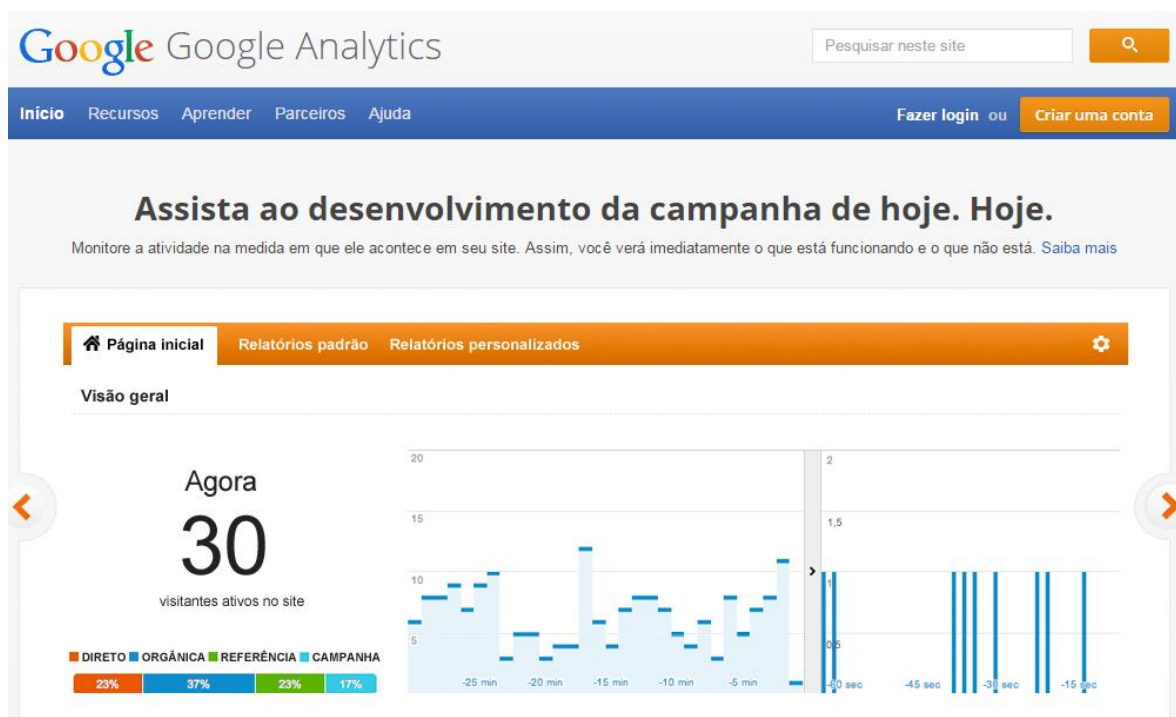 Google Google Analytics
Pesquisar neste site
Início Recursos Aprender Parceiros Ajuda
Fazer login ou Criar uma conta
Assista ao desenvolvimento da campanha de hoje. Hoje.
Monitore a atividade na medida em que ele acontece em seu site. Assim, você verá imediatamente o que está funcionando e o que não está. Saiba mais
Página inicial Relatórios padrão Relatórios personalizados
Visão geral
Agora
30
visitantes ativos no site
DIRETO ORGÂNICA REFERÊNCIA CAMPANHA
23% 37% 23% 17%
20
15
10
5
-25 min -20 min -15 min -10 min -5 min
2
1,5
1
0,5
-60 sec -45 sec -30 sec -15 sec